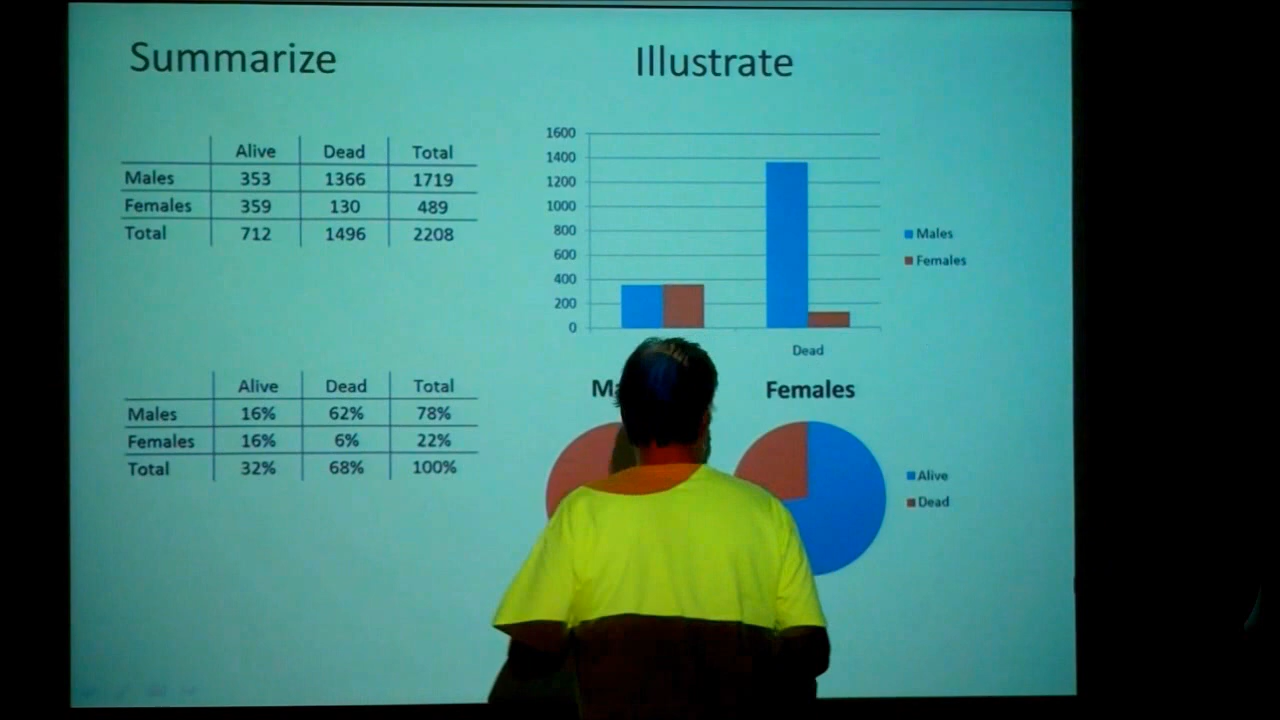 Summarize
Alive Dead Total
Males 353 1366 1719
Females 359 130 489
Total 712 1496 2208
Alive Dead Total
Males 16% 62% 78%
Females 16% 6% 22%
Total 32% 68% 100%
Illustrate
1600
1400
1200
1000
800
600
400
200
0
Dead
Males
Females
Females
Alive
Dead